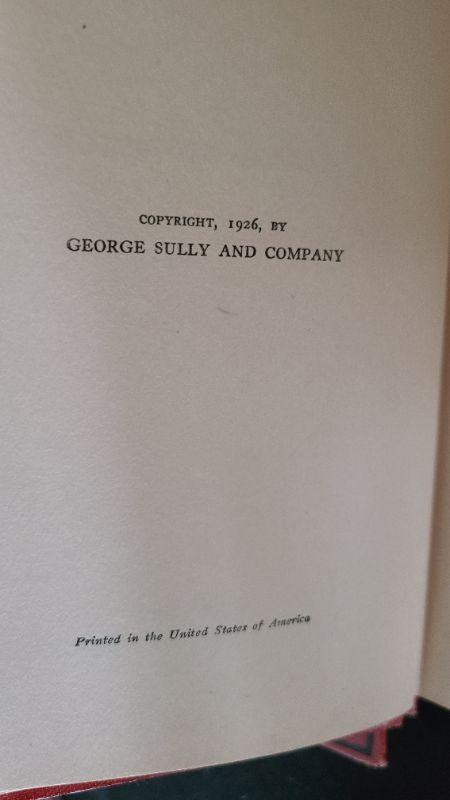 COPYRIGHT, 1926, BY
GEORGE SULLY AND COMPANY
Printed in the United States of America